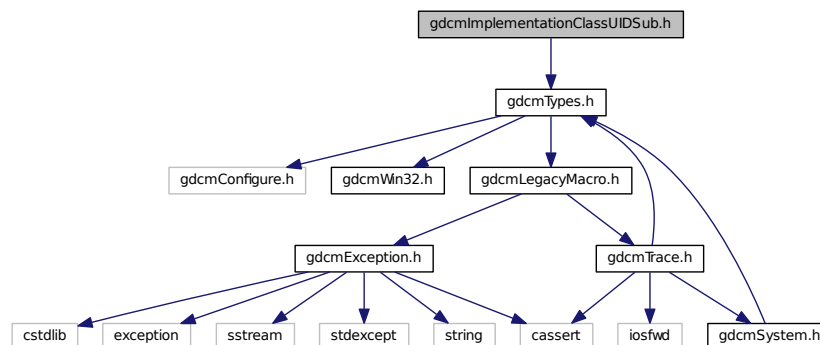 gdcmImplementationClassUIDSub.h
gdcmTypes.h
gdcmConfigure.h
gdcmWin32.h
gdcmLegacyMacro.h
gdcmException.h
gdcmTrace.h
cstdlib
exception
sstream
stdexcept
string
cassert
iosfwd
gdcmSystem.h